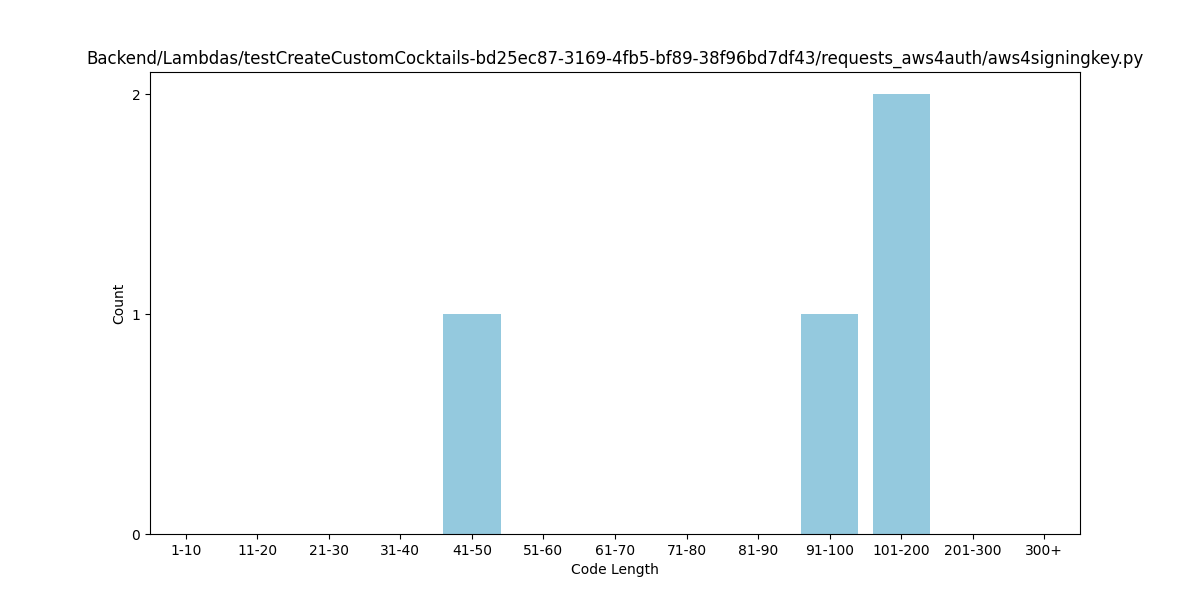 Backend/Lambdas/testCreateCustomCocktails-bd25ec87-3169-4fb5-bf89-38f96bd7df43/requests_aws4auth/aws4signingkey.py
2
1
0
Count
1-10 11-20 21-30 31-40 41-50 51-60 61-70 71-80 81-90 91-100 101-200 201-300 300+
Code Length